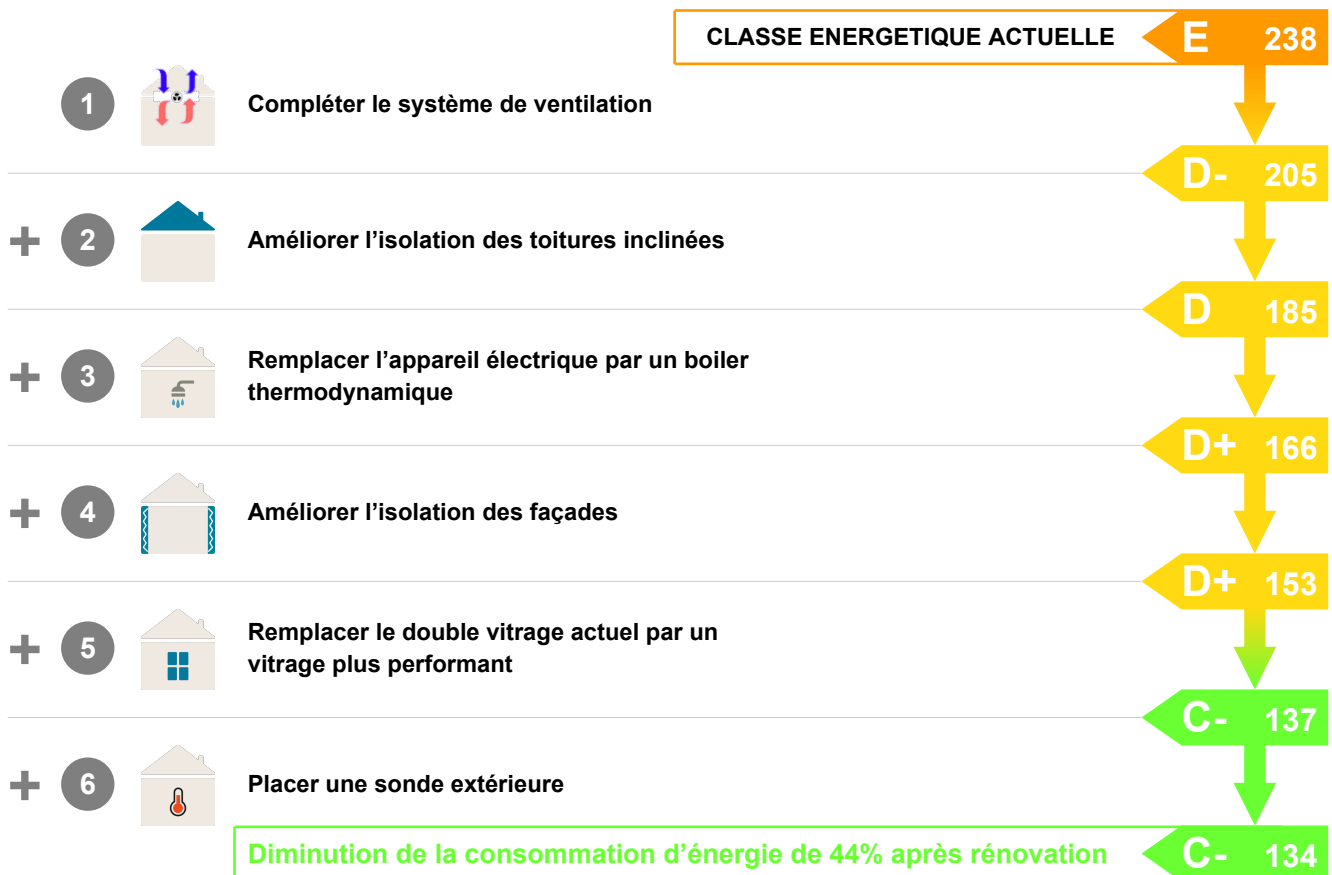 CLASSE ENERGETIQUE ACTUELLE E 238
1 Compléter le système de ventilation
D- 205
+ 2 Améliorer l’isolation des toitures inclinées
D 185
+ 3 Remplacer l’appareil électrique par un boiler
thermodynamique
D+ 166
+ 4 Améliorer l’isolation des façades
D+ 153
+ 5 Remplacer le double vitrage actuel par un
vitrage plus performant
C- 137
+ 6 Placer une sonde extérieure
Diminution de la consommation d’énergie de 44% après rénovation C- 134